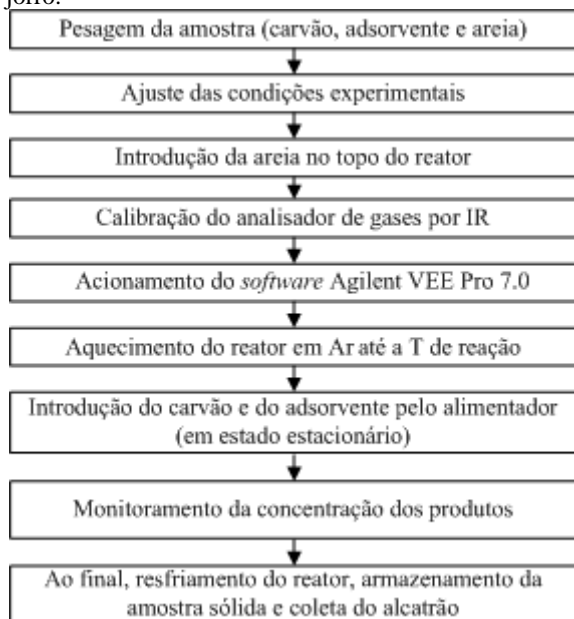 jorro.
Pesagem da amostra (carvão, adsorvente e areia)
Ajuste das condições experimentais
Introdução da areia no topo do reator
Calibração do analisador de gases por IR
Acionamento do software Agilent VEE Pro 7.0
Aquecimento do reator em Ar até a T de reação
Introdução do carvão e do adsorvente pelo alimentador
(em estado estacionário)
Monitoramento da concentração dos produtos
Ao final, resfriamento do reator, armazenamento da
amostra sólida e coleta do alcatrão